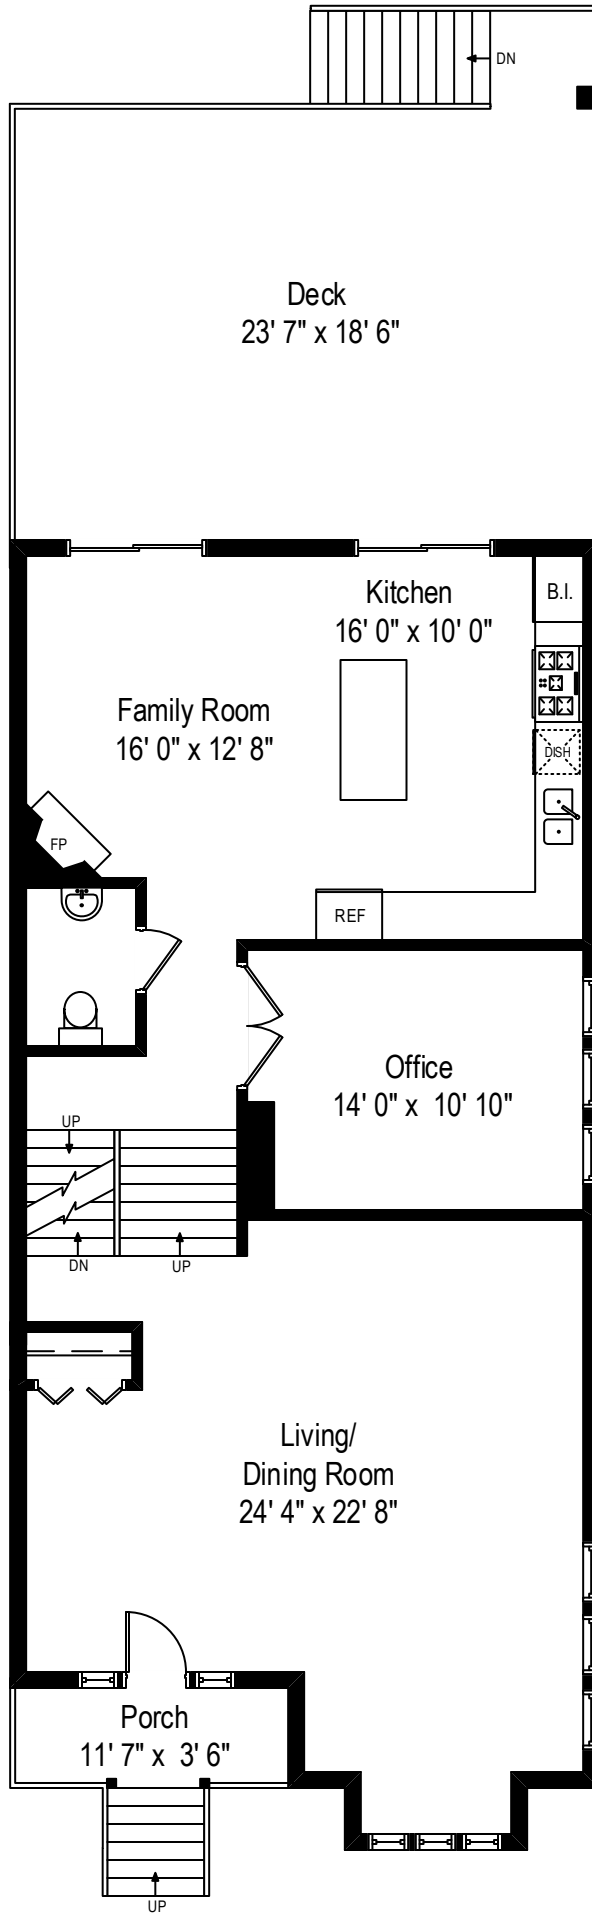 DN
Deck
23' 7" x 18' 6"
Kitchen
16' 0" x 10' 0"
B.I.
Family Room
16' 0" x 12' 8"
DISH
FP
REF
Office
14' 0" x 10' 10"
UP
DN
UP
Living/
Dining Room
24' 4" x 22' 8"
Porch
11' 7" x 3' 6"
UP